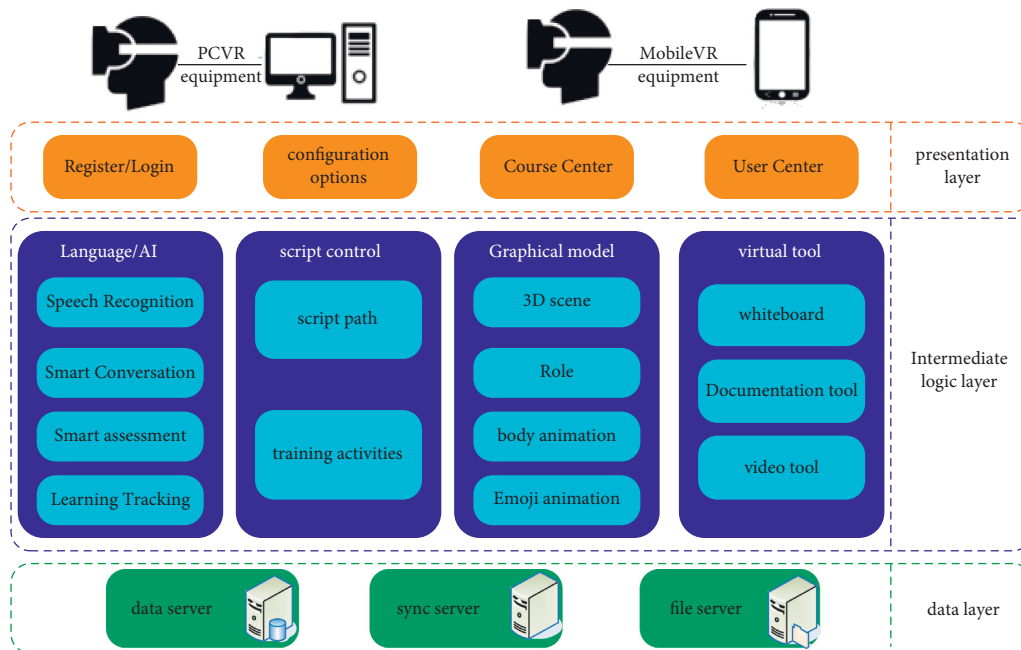 PCVR
equipment
MobileVR
equipment
Register/Login
configuration
options
Course Center
User Center
presentation
layer
Language/AI
Speech Recognition
Smart Conversation
Smart assessment
Learning Tracking
script control
script path
training activities
Graphical model
3D scene
Role
body animation
Emoji animation
virtual tool
whiteboard
Documentation tool
video tool
Intermediate
logic layer
data server
sync server
file server
data layer